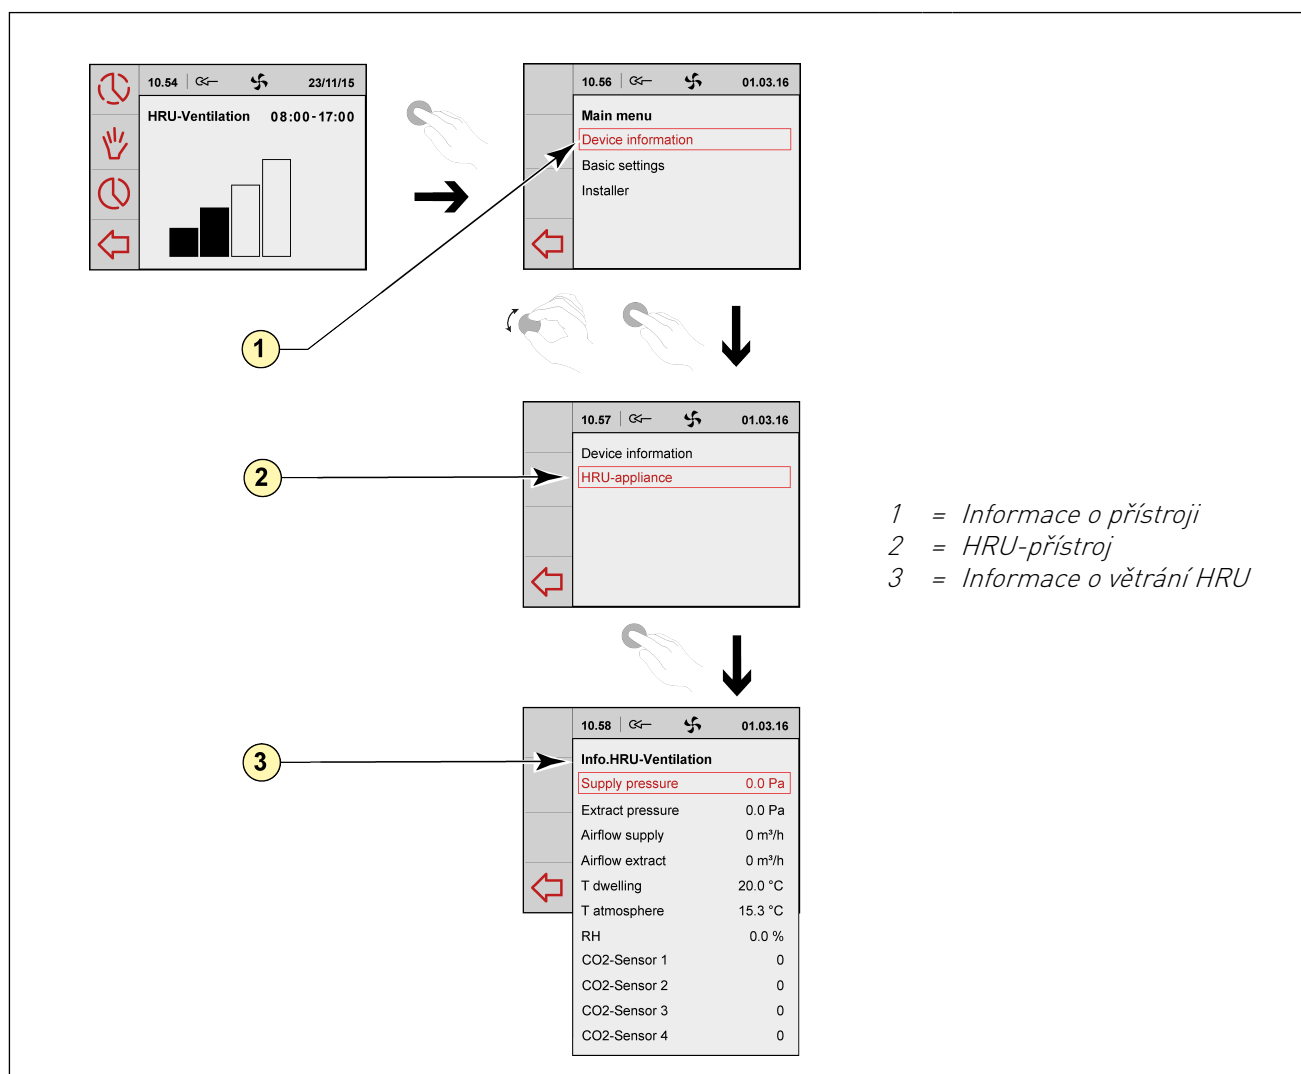 10.54 23/11/15
HRU-Ventilation 08:00-17:00
10.56 01.03.16
Main menu
Device information
Basic settings
Installer
1
10.57 01.03.16
Device information
HRU-appliance
2
1 = Informace o přístroji
2 = HRU-přístroj
3 = Informace o větrání HRU
10.58 01.03.16
3
Info.HRU-Ventilation
Supply pressure 0.0 Pa
Extract pressure 0.0 Pa
Airflow supply 0 m³/h
Airflow extract 0 m³/h
T dwelling 20.0 °C
T atmosphere 15.3 °C
RH 0.0 %
CO2-Sensor 1 0
CO2-Sensor 2 0
CO2-Sensor 3 0
CO2-Sensor 4 0